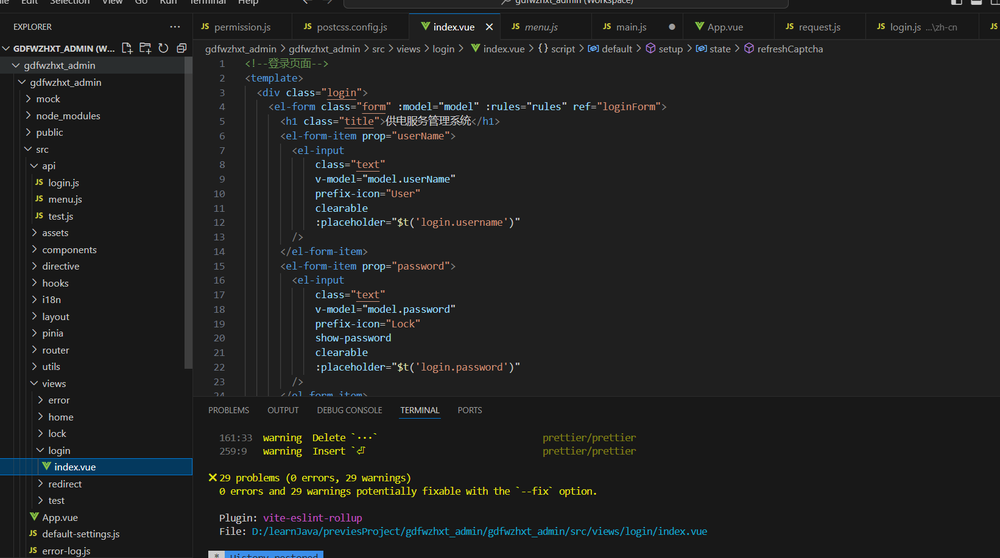 Edit Selection View Go Run Terminal Help
gdfwzhxt_admin (Workspace)
EXPLORER ···
JS permission.js
JS postcss.config.js
index.vue
JS menu.js
JS main.js
App.vue
JS request.js
JS login.js ...\zh-cn
JS
GDFWZHXT_ADMIN (W...
gdfwzhxt_admin
gdfwzhxt_admin
mock
node_modules
public
src
api
JS login.js
JS menu.js
JS test.js
assets
components
directive
hooks
i18n
layout
pinia
router
utils
views
error
home
lock
login
index.vue
redirect
test
App.vue
JS default-settings.js
JS error-log.js
gdfwzhxt_admin > gdfwzhxt_admin > src > views > login > index.vue > {} script > default > setup > state > refreshCaptcha
1 <!--登录页面-->
2 <template>
3 <div class="login">
4 <el-form class="form" :model="model" :rules="rules" ref="loginForm">
5 <h1 class="title">供电服务管理系统</h1>
6 <el-form-item prop="userName">
7 <el-input
8 class="text"
9 v-model="model.userName"
10 prefix-icon="User"
11 clearable
12 :placeholder="$t('login.username')"
13 />
14 </el-form-item>
15 <el-form-item prop="password">
16 <el-input
17 class="text"
18 v-model="model.password"
19 prefix-icon="Lock"
20 show-password
21 clearable
22 :placeholder="$t('login.password')"
23 />
24 </el-form-item>
PROBLEMS OUTPUT DEBUG CONSOLE TERMINAL PORTS
161:33 warning Delete `···` prettier/prettier
259:9 warning Insert `⏎ prettier/prettier
✕ 29 problems (0 errors, 29 warnings)
0 errors and 29 warnings potentially fixable with the `--fix` option.
Plugin: vite-eslint-rollup
File: D:/learnJava/previesProject/gdfwzhxt_admin/gdfwzhxt_admin/src/views/login/index.vue
* History restored